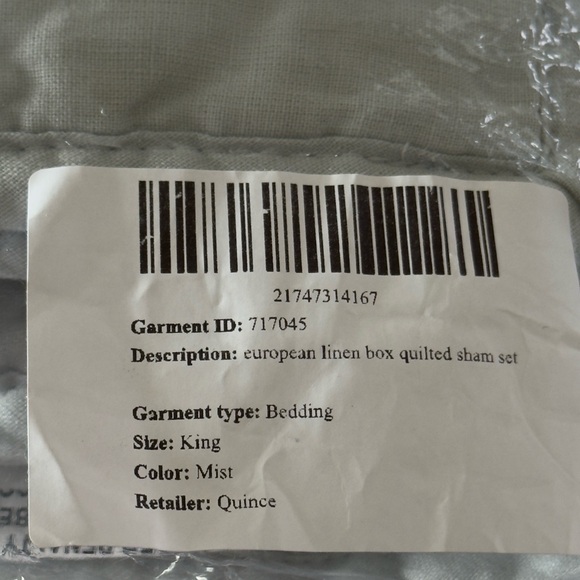 21747314167
Garment ID: 717045
Description: european linen box quilted sham set
Garment type: Bedding
Size: King
Color: Mist
Retailer: Quince